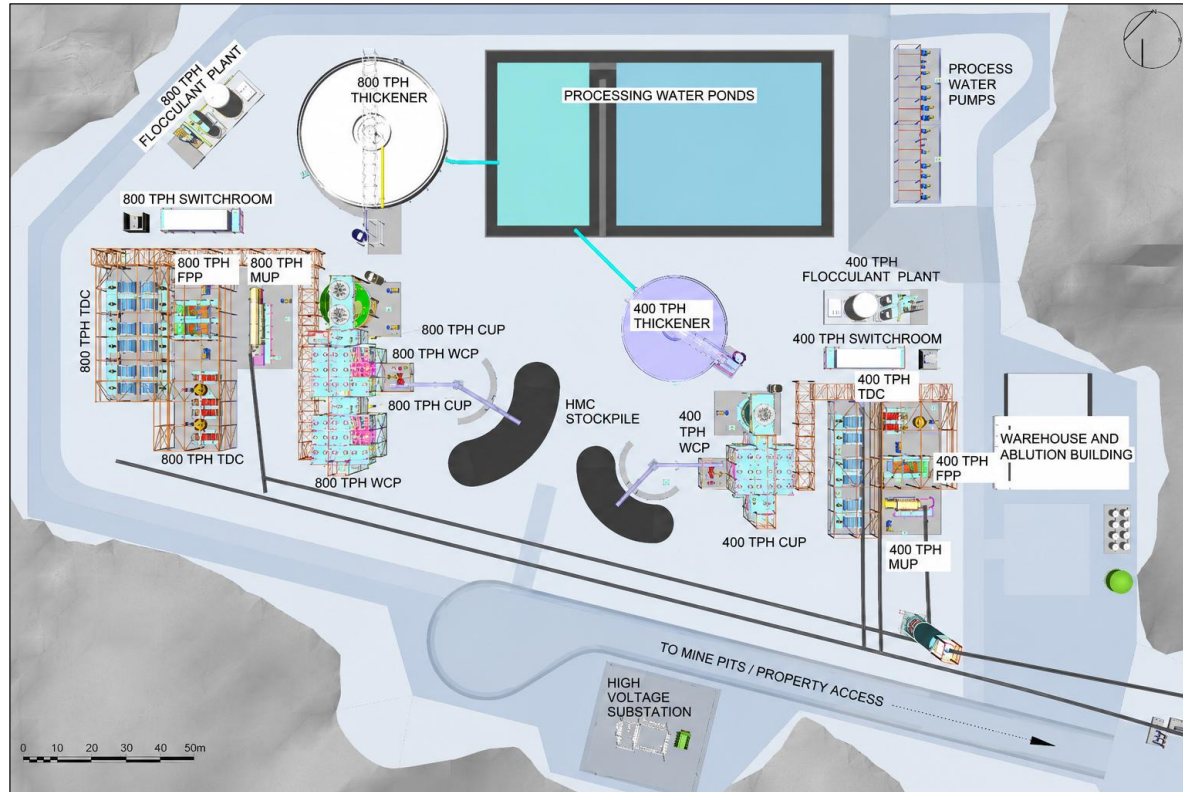 800 TPH
FLOCCULANT PLANT
800 TPH
THICKENER
PROCESSING WATER PONDS
PROCESS
WATER
PUMPS
N
800 TPH SWITCHROOM
800 TPH
FPP
800 TPH
MUP
800 TPH TDC
800 TPH CUP
800 TPH WCP
800 TPH CUP
800 TPH TDC
800 TPH WCP
HMC
STOCKPILE
400 TPH
THICKENER
400 TPH
FLOCCULANT PLANT
400 TPH SWITCHROOM
400 TPH
TDC
400
TPH
WCP
400 TPH
FPP
WAREHOUSE AND
ABLUTION BUILDING
400 TPH CUP
400 TPH
MUP
TO MINE PITS / PROPERTY ACCESS
HIGH
VOLTAGE
SUBSTATION
0 10 20 30 40 50m